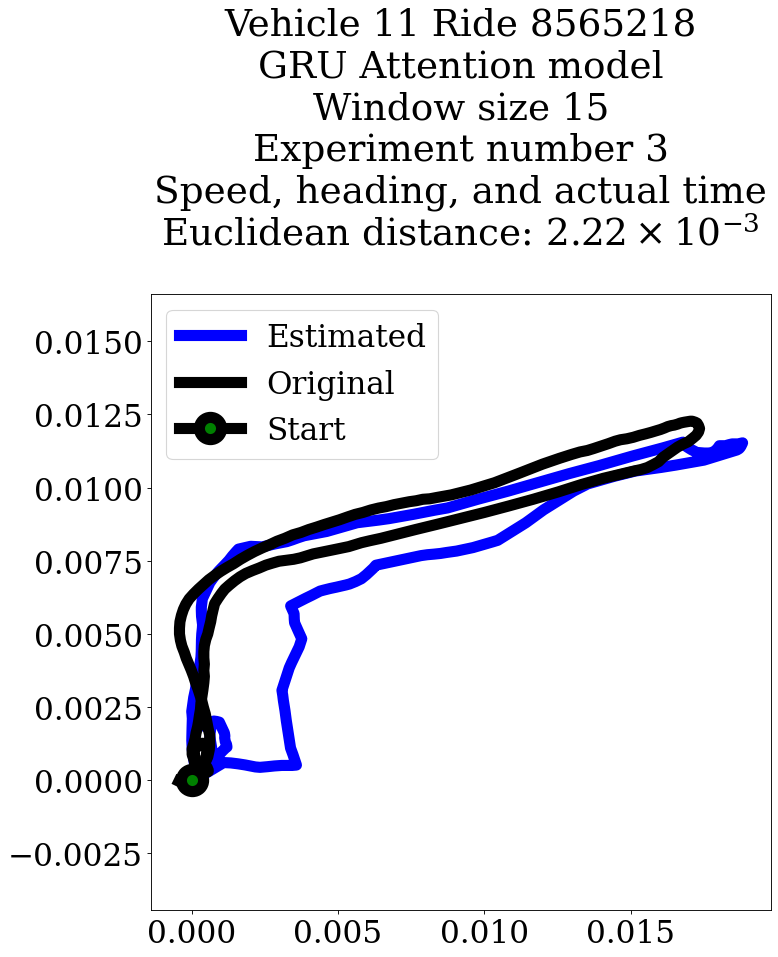 Vehicle 11 Ride 8565218
GRU Attention model
Window size 15
Experiment number 3
Speed, heading, and actual time
Euclidean distance: 2.22 × 10⁻³
Estimated
Original
Start
0.0150
0.0125
0.0100
0.0075
0.0050
0.0025
0.0000
−0.0025
0.000 0.005 0.010 0.015